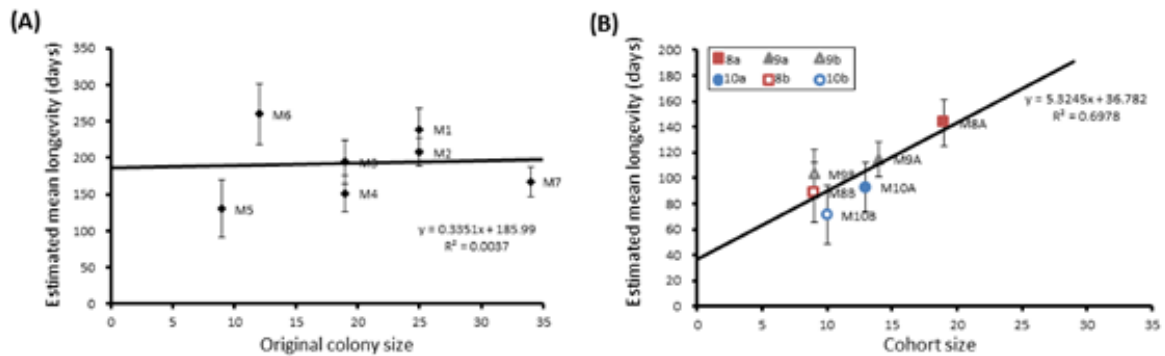 (A)
Estimated mean longevity (days)
350
300
250
200
150
100
50
0
0 5 10 15 20 25 30 35
Original colony size
M6
M1
M2
M3
M4
M5
M7
y = 0.3351x + 185.99
R² = 0.0037
(B)
Estimated mean longevity (days)
200
180
160
140
120
100
80
60
40
20
0
0 5 10 15 20 25 30 35
Cohort size
8a 9a 9b
10a 8b 10b
y = 5.3245x + 36.782
R² = 0.6978
M8A
M9A
M9B
M8B
M10A
M10B